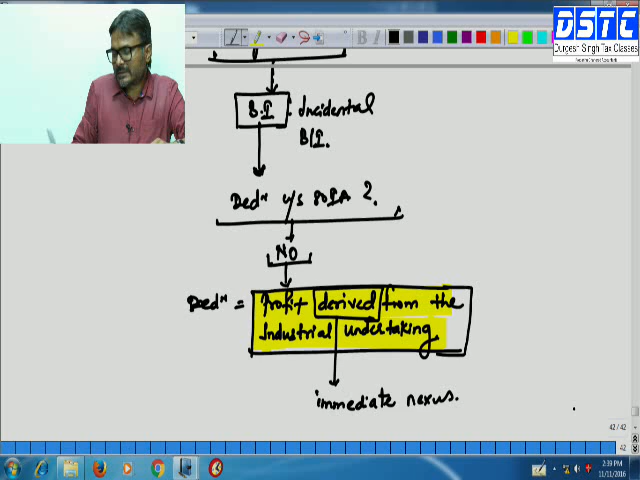 DSTC
Durgesh Singh Tax Classes
B.I : Incidental
B/I.
Dedⁿ u/s 80IA ?
NO
Dedⁿ = Profit derived from the
Industrial undertaking
immediate nexus.
42 / 42
42
2:39 PM
11/11/2016